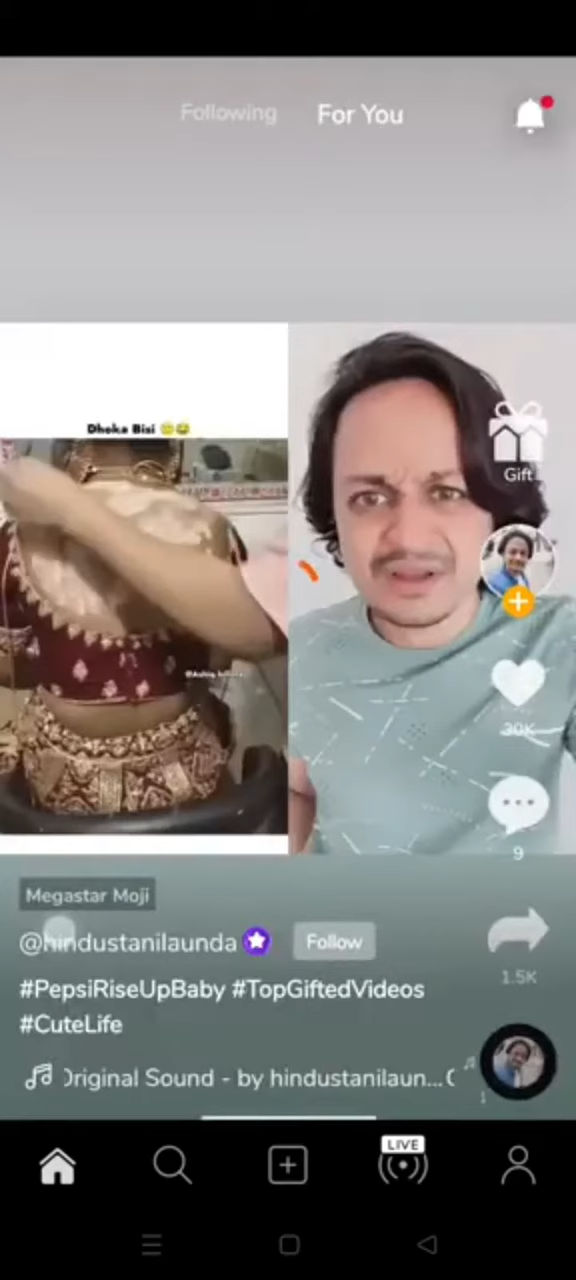 Following
For You
Dhoka Bisi 🙂😂
Gift
30K
9
Megastar Moji
@hindustanilaunda
Follow
1.5K
#PepsiRiseUpBaby #TopGiftedVideos
#CuteLife
Original Sound - by hindustanilaun...
1
LIVE